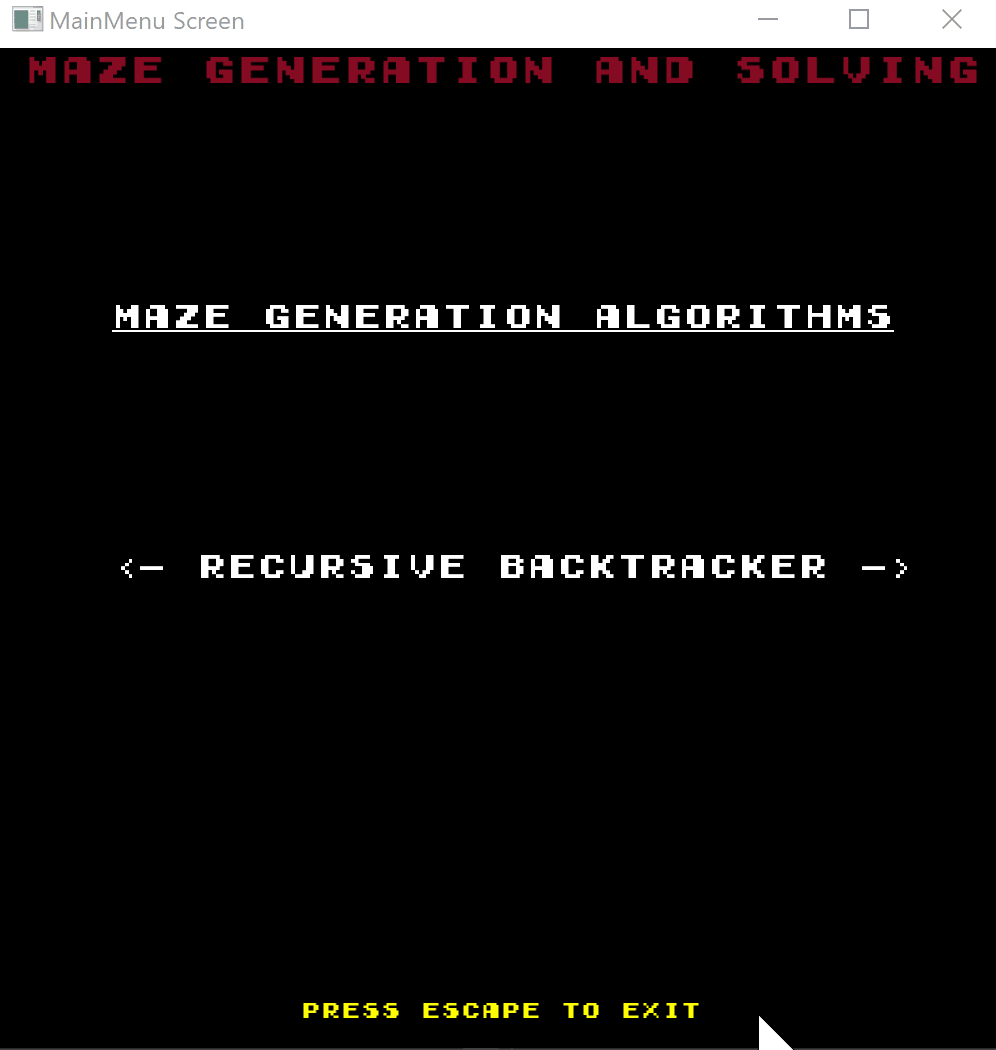 MainMenu Screen
MAZE GENERATION AND SOLVING
MAZE GENERATION ALGORITHMS
<- RECURSIVE BACKTRACKER ->
PRESS ESCAPE TO EXIT